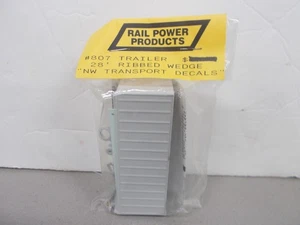 RAIL POWER
PRODUCTS
#807 TRAILER $
28' RIBBED WEDGE
"NW TRANSPORT DECALS"